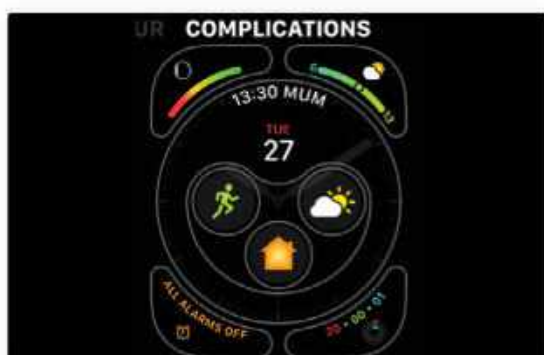 UR COMPLICATIONS
13:30 MUM
TUE
27
ALL ALARMS OFF
20 • 00 • 01